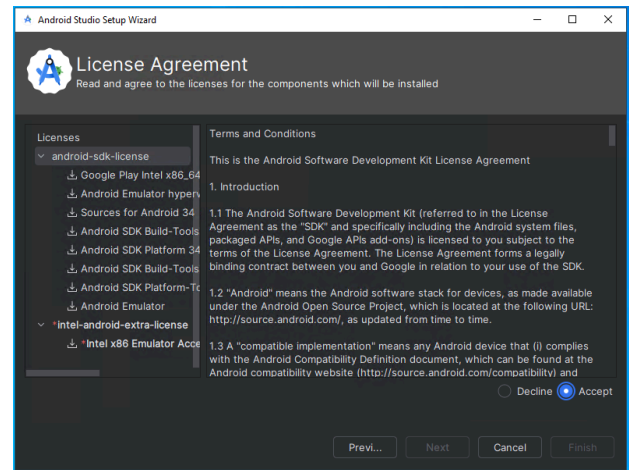 Android Studio Setup Wizard
License Agreement
Read and agree to the licenses for the components which will be installed
Licenses
android-sdk-license
Google Play Intel x86_64
Android Emulator hyperv
Sources for Android 34
Android SDK Build-Tools
Android SDK Platform 34
Android SDK Build-Tools
Android SDK Platform-To
Android Emulator
*intel-android-extra-license
*Intel x86 Emulator Acce
Terms and Conditions
This is the Android Software Development Kit License Agreement
1. Introduction
1.1 The Android Software Development Kit (referred to in the License
Agreement as the "SDK" and specifically including the Android system files,
packaged APIs, and Google APIs add-ons) is licensed to you subject to the
terms of the License Agreement. The License Agreement forms a legally
binding contract between you and Google in relation to your use of the SDK.
1.2 "Android" means the Android software stack for devices, as made available
under the Android Open Source Project, which is located at the following URL:
http://source.android.com/, as updated from time to time.
1.3 A "compatible implementation" means any Android device that (i) complies
with the Android Compatibility Definition document, which can be found at the
Android compatibility website (http://source.android.com/compatibility) and
Decline Accept
Previ... Next Cancel Finish